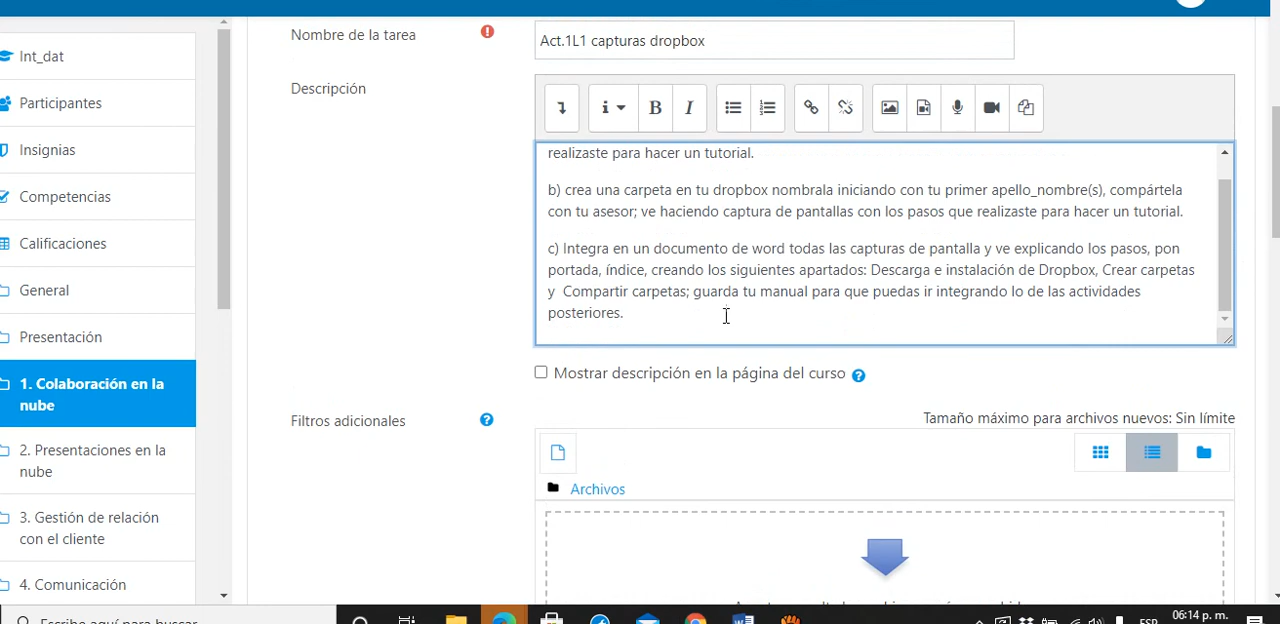 Int_dat
Participantes
Insignias
Competencias
Calificaciones
General
Presentación
1. Colaboración en la
nube
2. Presentaciones en la
nube
3. Gestión de relación
con el cliente
4. Comunicación
Nombre de la tarea
Act.1L1 capturas dropbox
Descripción
i
B
I
realizaste para hacer un tutorial.
b) crea una carpeta en tu dropbox nombrala iniciando con tu primer apello_nombre(s), compártela
con tu asesor; ve haciendo captura de pantallas con los pasos que realizaste para hacer un tutorial.
c) Integra en un documento de word todas las capturas de pantalla y ve explicando los pasos, pon
portada, índice, creando los siguientes apartados: Descarga e instalación de Dropbox, Crear carpetas
y Compartir carpetas; guarda tu manual para que puedas ir integrando lo de las actividades
posteriores.
Mostrar descripción en la página del curso
Filtros adicionales
Tamaño máximo para archivos nuevos: Sin límite
Archivos
Escribe aquí para buscar
ESP
06:14 p. m.